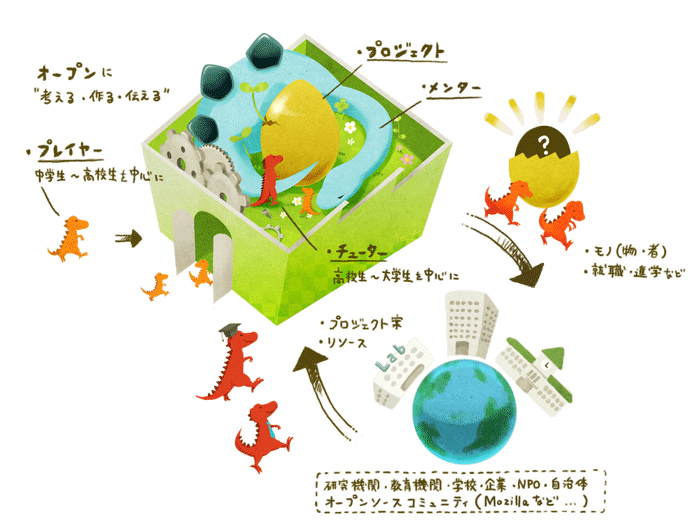 オープンに
"考える・作る・伝える"
・プロジェクト
・メンター
・プレイヤー
中学生〜高校生を中心に
?
・チューター
高校生〜大学生を中心に
・モノ(物・者)
・就職・進学など
・プロジェクト案
・リソース
Lab
研究機関・教育機関・学校・企業・NPO・自治体
オープンソースコミュニティ(Mozillaなど...)